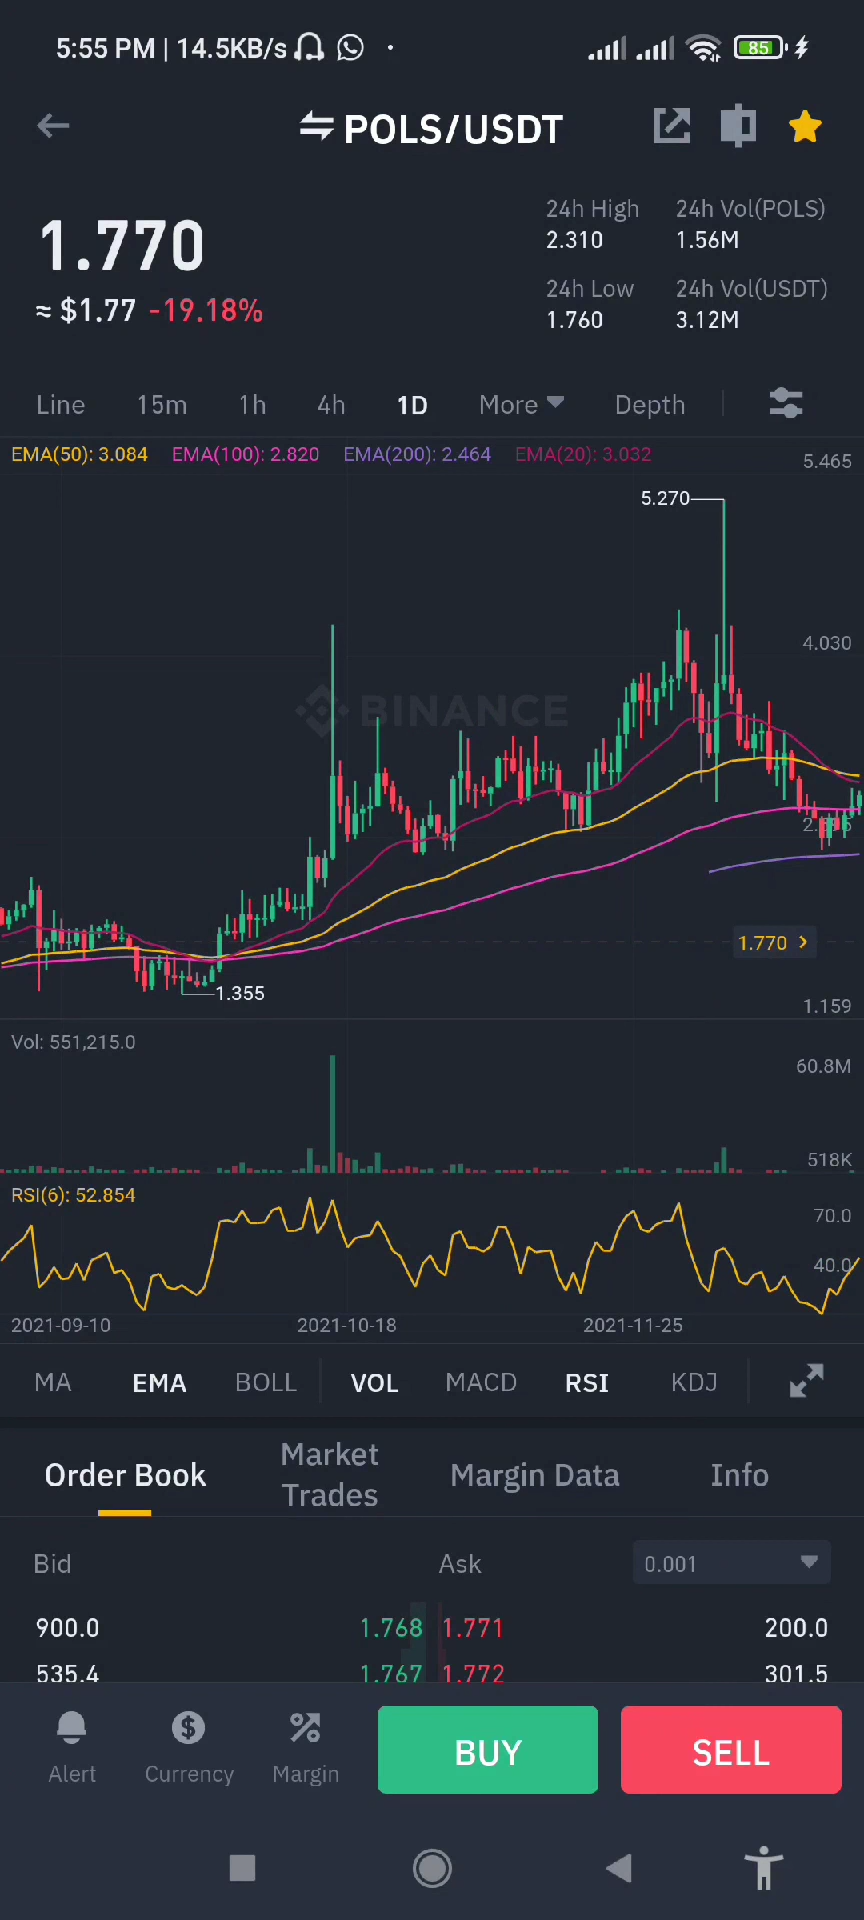 5:55 PM | 14.5KB/s
85
POLS/USDT
1.770
≈ $1.77 -19.18%
24h High
2.310
24h Vol(POLS)
1.56M
24h Low
1.760
24h Vol(USDT)
3.12M
Line 15m 1h 4h 1D More Depth
EMA(50): 3.084 EMA(100): 2.820 EMA(200): 2.464 EMA(20): 3.032
5.465
5.270
4.030
BINANCE
1.770
1.355
1.159
Vol: 551,215.0
60.8M
518K
RSI(6): 52.854
70.0
40.0
2021-09-10 2021-10-18 2021-11-25
MA EMA BOLL VOL MACD RSI KDJ
Order Book
Market
Trades
Margin Data
Info
Bid Ask 0.001
900.0 1.768 1.771 200.0
535.4 1.767 1.772 301.5
Alert Currency Margin BUY SELL